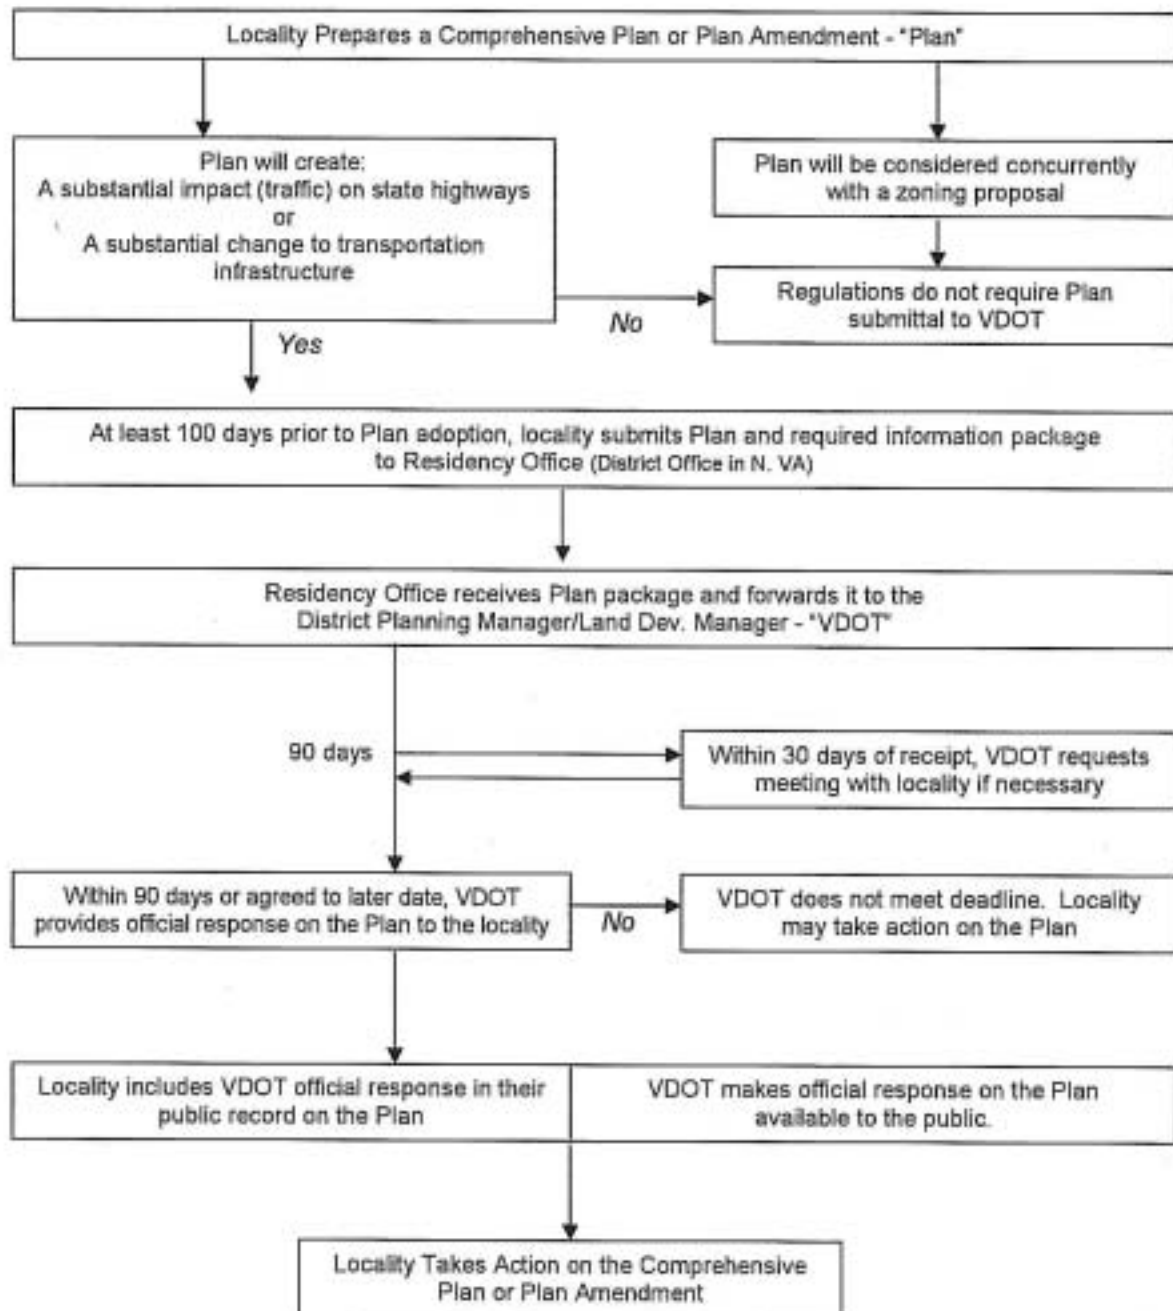 Locality Prepares a Comprehensive Plan or Plan Amendment - "Plan"
Plan will create:
A substantial impact (traffic) on state highways
or
A substantial change to transportation
infrastructure
Plan will be considered concurrently
with a zoning proposal
Regulations do not require Plan
submittal to VDOT
No
Yes
At least 100 days prior to Plan adoption, locality submits Plan and required information package
to Residency Office (District Office in N. VA)
Residency Office receives Plan package and forwards it to the
District Planning Manager/Land Dev. Manager - "VDOT"
90 days
Within 30 days of receipt, VDOT requests
meeting with locality if necessary
Within 90 days or agreed to later date, VDOT
provides official response on the Plan to the locality
No
VDOT does not meet deadline. Locality
may take action on the Plan
Locality includes VDOT official response in their
public record on the Plan
VDOT makes official response on the Plan
available to the public.
Locality Takes Action on the Comprehensive
Plan or Plan Amendment